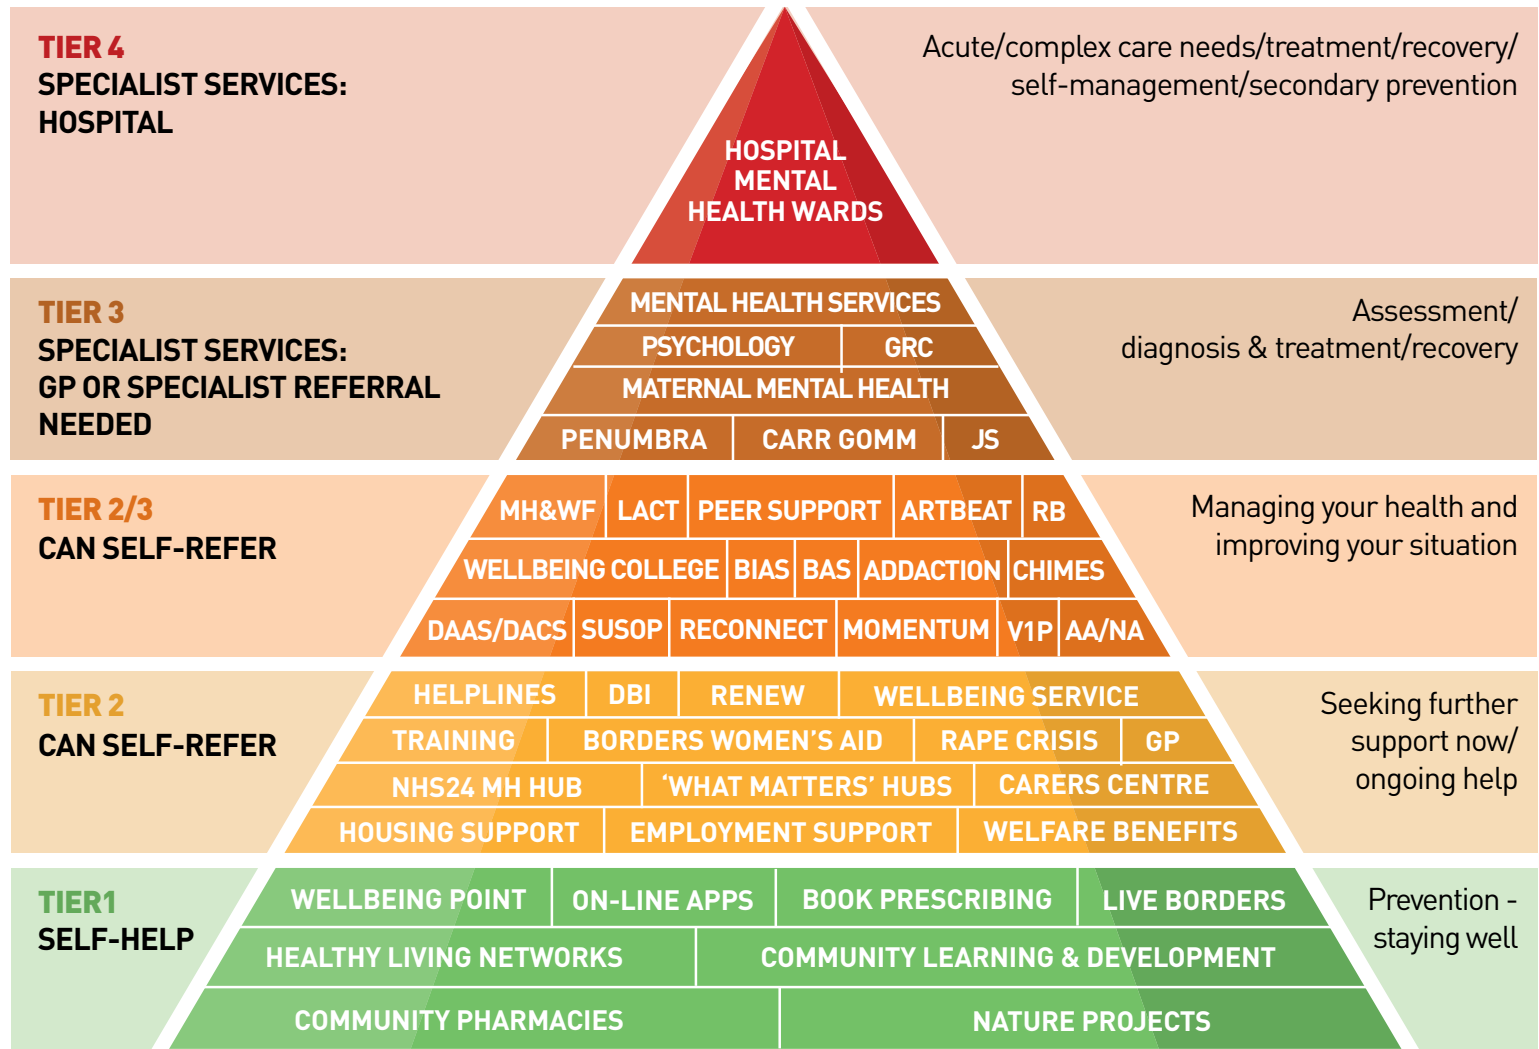 TIER 4
SPECIALIST SERVICES:
HOSPITAL
HOSPITAL
MENTAL
HEALTH WARDS
Acute/complex care needs/treatment/recovery/
self-management/secondary prevention
TIER 3
SPECIALIST SERVICES:
GP OR SPECIALIST REFERRAL
NEEDED
MENTAL HEALTH SERVICES
PSYCHOLOGY GRC
MATERNAL MENTAL HEALTH
PENUMBRA CARR GOMM JS
Assessment/
diagnosis & treatment/recovery
TIER 2/3
CAN SELF-REFER
MH&WF LACT PEER SUPPORT ARTBEAT RB
WELLBEING COLLEGE BIAS BAS ADDACTION CHIMES
DAAS/DACS SUSOP RECONNECT MOMENTUM V1P AA/NA
Managing your health and
improving your situation
TIER 2
CAN SELF-REFER
HELPLINES DBI RENEW WELLBEING SERVICE
TRAINING BORDERS WOMEN'S AID RAPE CRISIS GP
NHS24 MH HUB 'WHAT MATTERS' HUBS CARERS CENTRE
HOUSING SUPPORT EMPLOYMENT SUPPORT WELFARE BENEFITS
Seeking further
support now/
ongoing help
TIER1
SELF-HELP
WELLBEING POINT ON-LINE APPS BOOK PRESCRIBING LIVE BORDERS
HEALTHY LIVING NETWORKS COMMUNITY LEARNING & DEVELOPMENT
COMMUNITY PHARMACIES NATURE PROJECTS
Prevention -
staying well